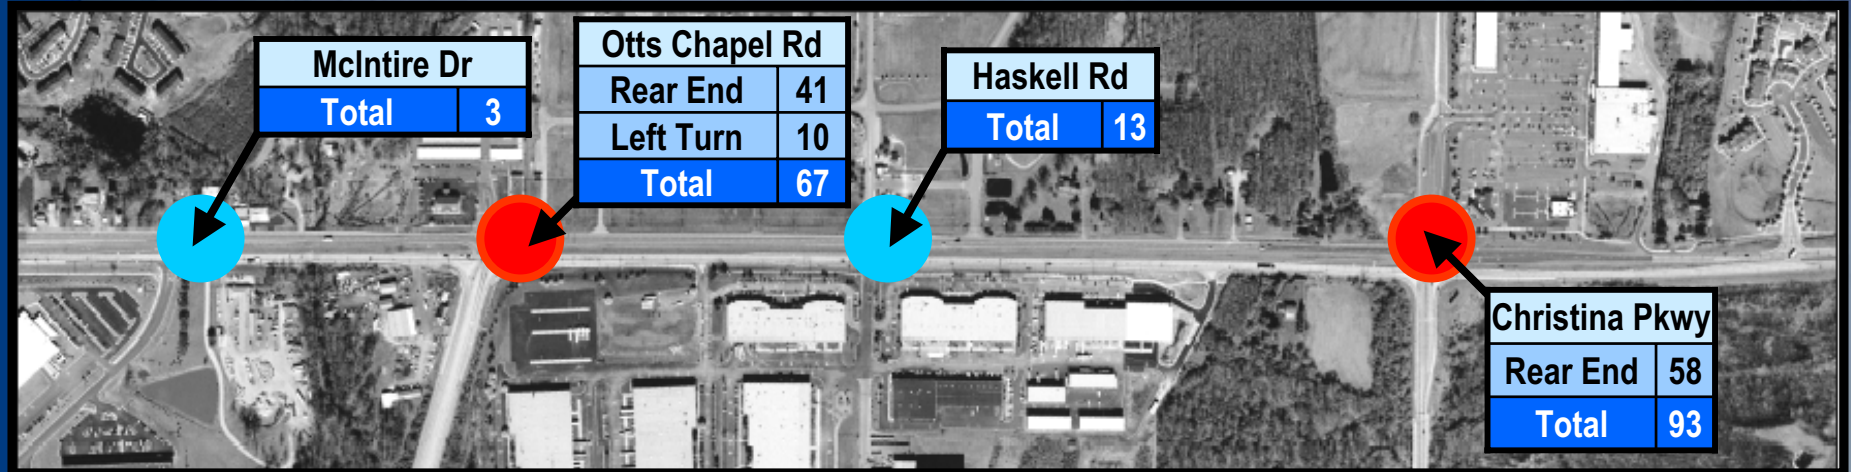 McIntire Dr
Total 3
Otts Chapel Rd
Rear End 41
Left Turn 10
Total 67
Haskell Rd
Total 13
Christina Pkwy
Rear End 58
Total 93